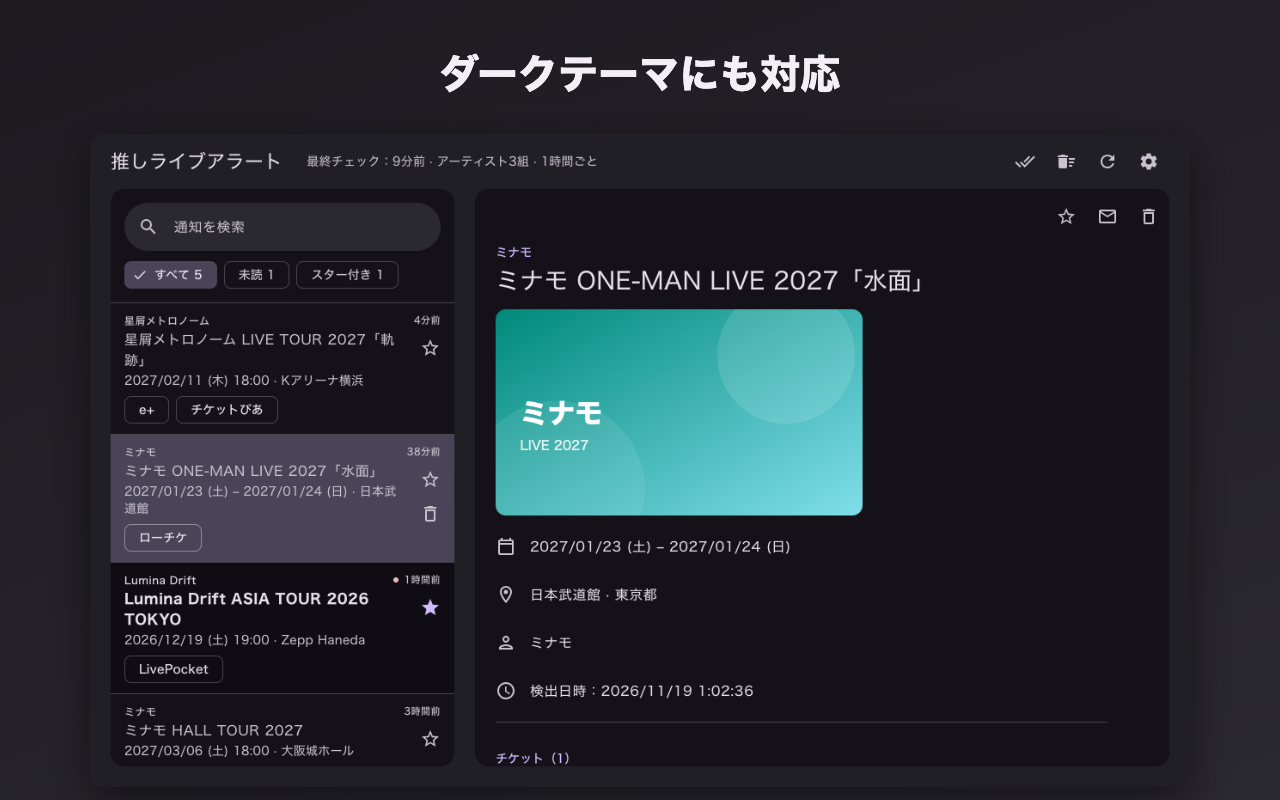 ダークテーマにも対応
推しライブアラート
最終チェック：9分前 · アーティスト3組 · 1時間ごと
通知を検索
すべて 5
未読 1
スター付き 1
星屑メトロノーム
4分前
星屑メトロノーム LIVE TOUR 2027「軌
跡」
2027/02/11 (木) 18:00 · Kアリーナ横浜
e+
チケットぴあ
ミナモ
38分前
ミナモ ONE-MAN LIVE 2027「水面」
2027/01/23 (土) – 2027/01/24 (日) · 日本武
道館
ローチケ
Lumina Drift
1時間前
Lumina Drift ASIA TOUR 2026
TOKYO
2026/12/19 (土) 19:00 · Zepp Haneda
LivePocket
ミナモ
3時間前
ミナモ HALL TOUR 2027
2027/03/06 (土) 18:00 · 大阪城ホール
ミナモ
ミナモ ONE-MAN LIVE 2027「水面」
ミナモ
LIVE 2027
2027/01/23 (土) – 2027/01/24 (日)
日本武道館 · 東京都
ミナモ
検出日時：2026/11/19 1:02:36
チケット（1）